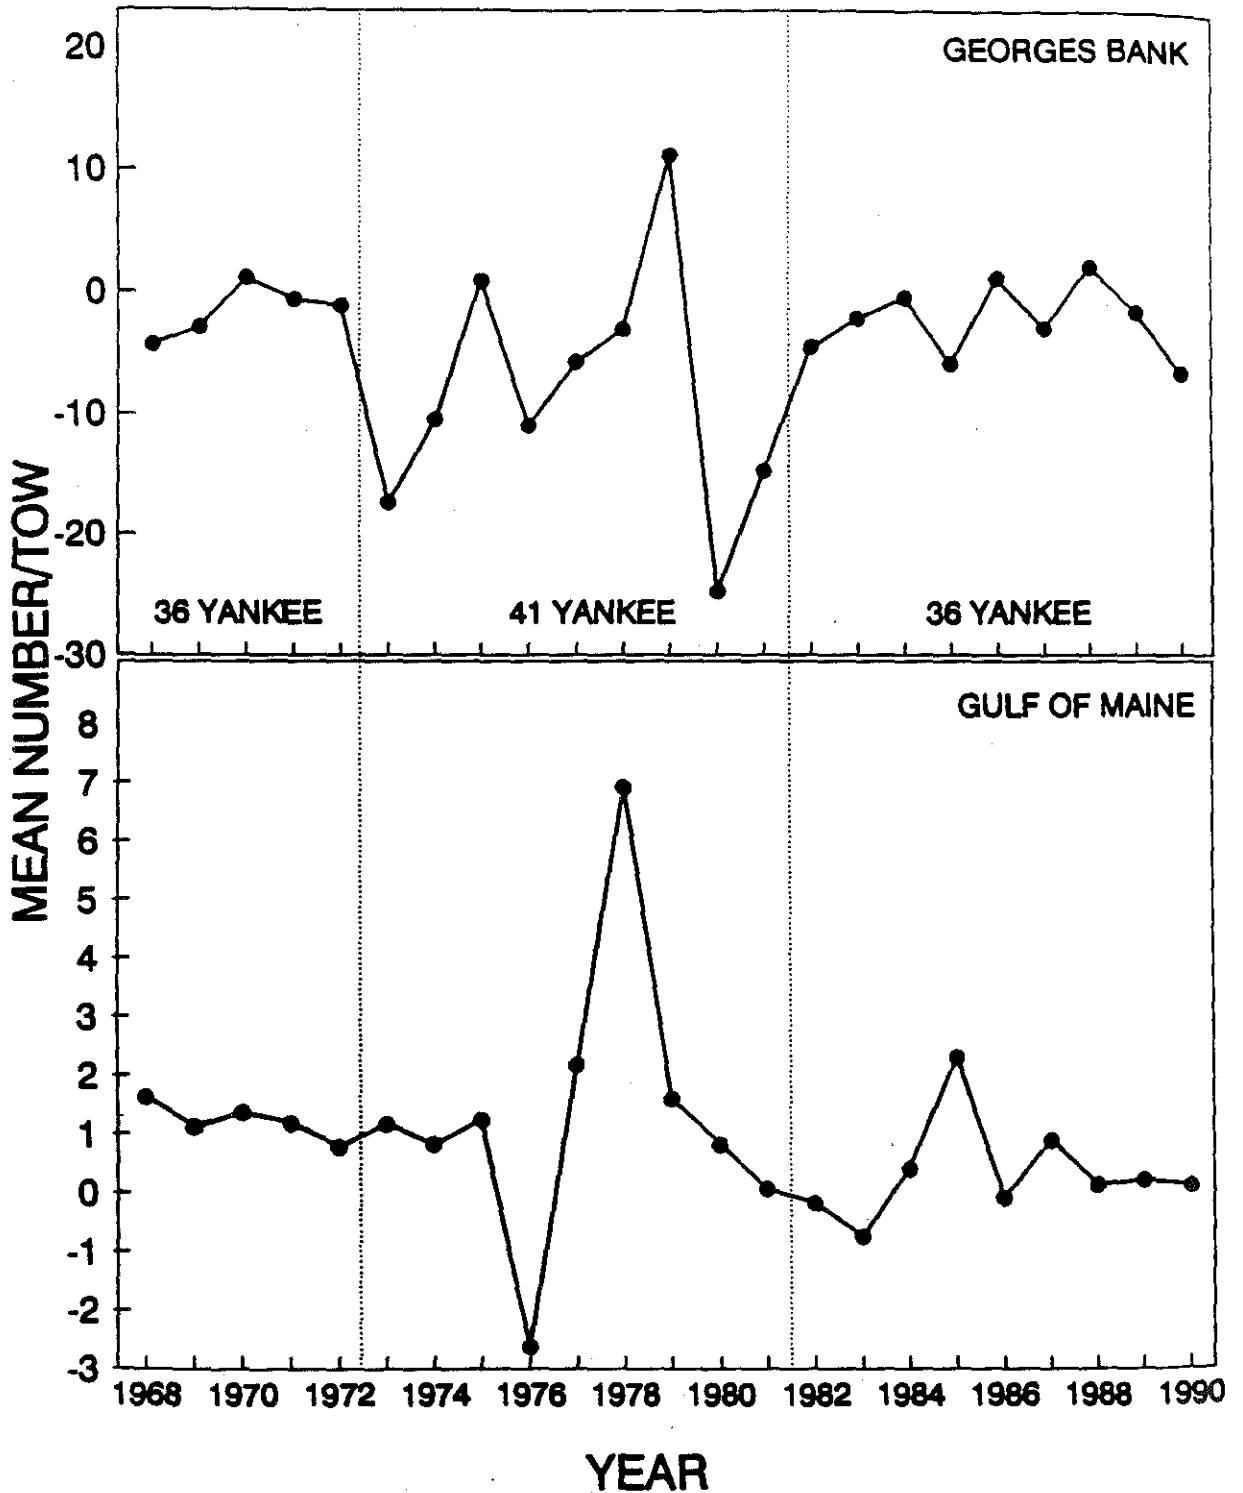 GEORGES BANK
20
10
0
-10
-20
-30
36 YANKEE
41 YANKEE
36 YANKEE
MEAN NUMBER/TOW
GULF OF MAINE
8
7
6
5
4
3
2
1
0
-1
-2
-3
1968 1970 1972 1974 1976 1978 1980 1982 1984 1986 1988 1990
YEAR